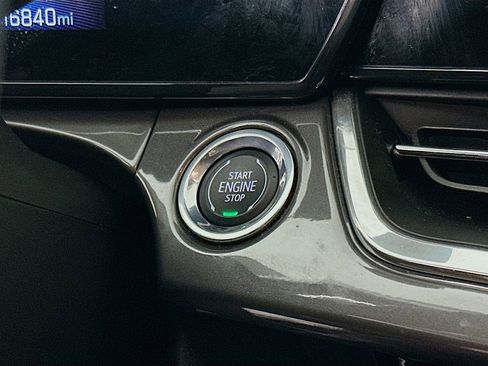 6840mi
START
ENGINE
STOP